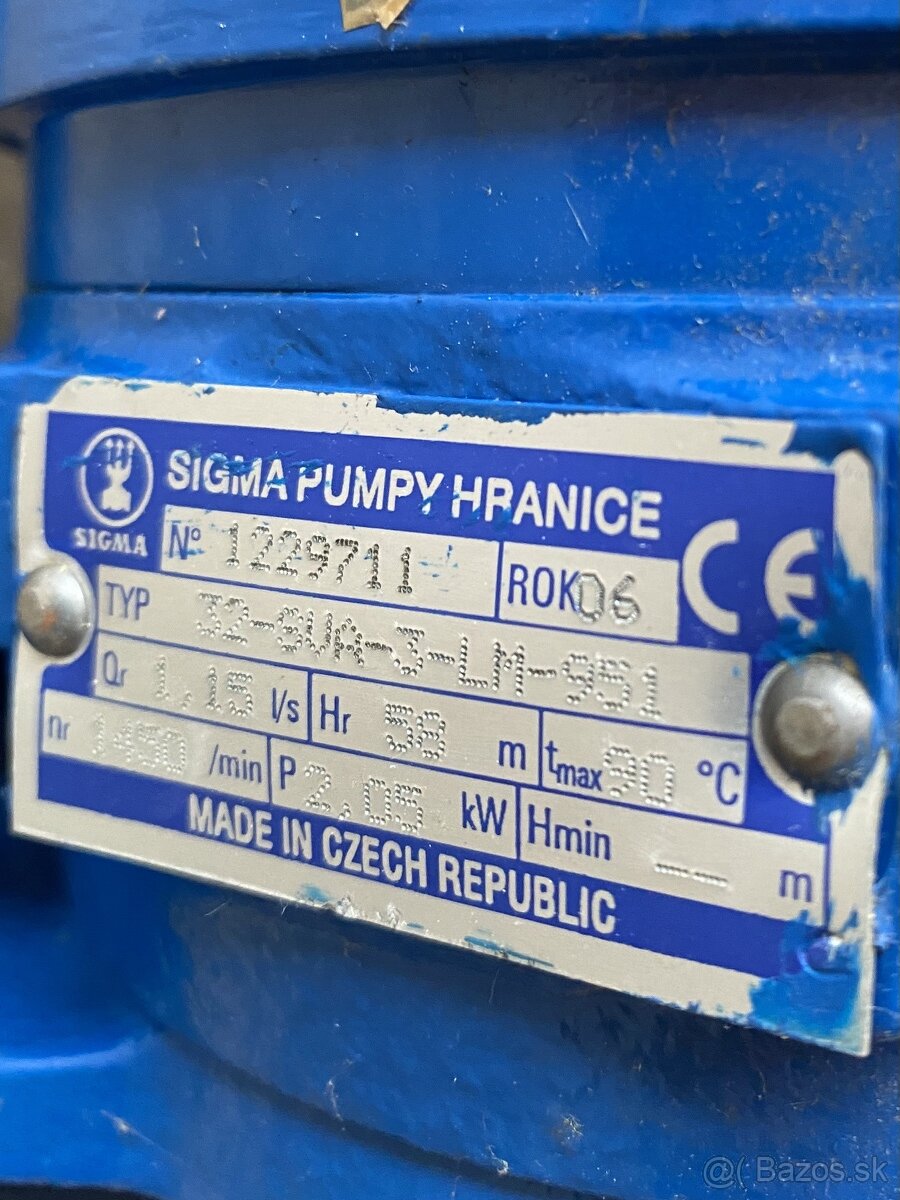 SIGMA PUMPY HRANICE
SIGMA
Nº 1229711 ROK 06 CE
TYP 32-SVA-3-LM-951
Qr 1,15 l/s Hr 58 m tmax 90 °C
nr 1450 /min P 2,05 kW Hmin --- m
MADE IN CZECH REPUBLIC
@( Bazos.sk